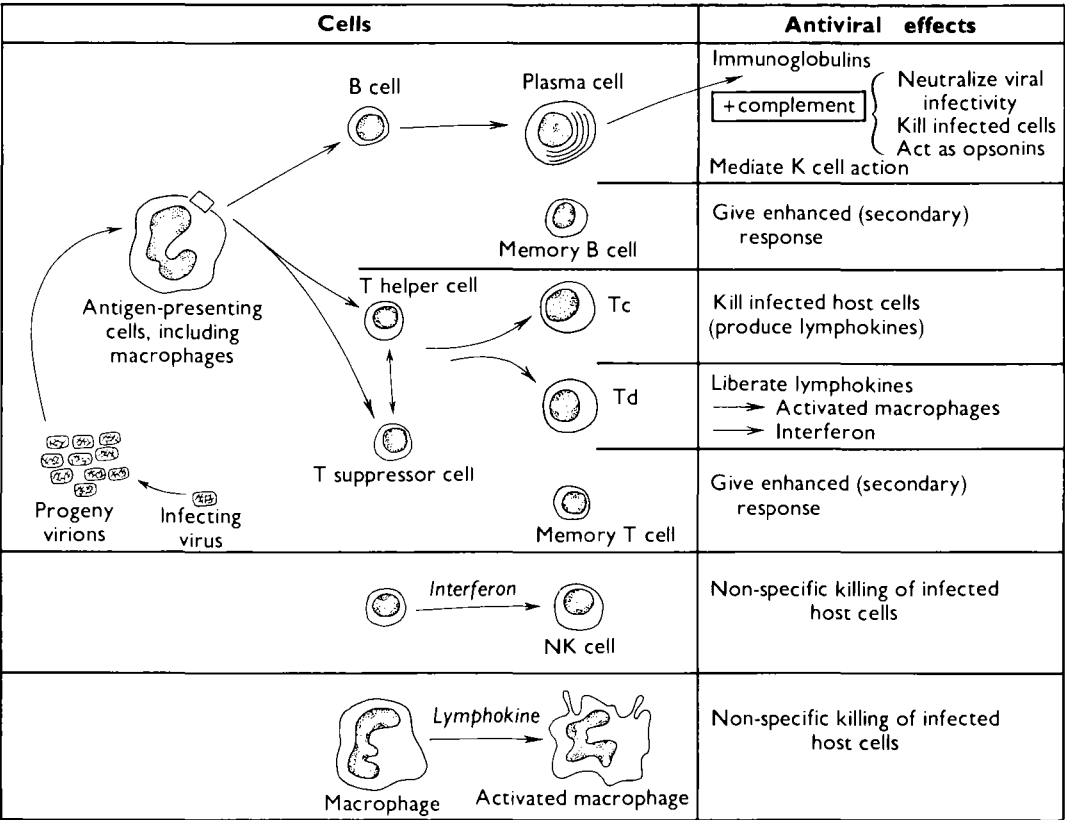 Cells
Antiviral effects
B cell
Plasma cell
Immunoglobulins
+complement
Neutralize viral
infectivity
Kill infected cells
Act as opsonins
Mediate K cell action
Memory B cell
Give enhanced (secondary)
response
Antigen-presenting
cells, including
macrophages
T helper cell
Tc
Kill infected host cells
(produce lymphokines)
Td
Liberate lymphokines
Activated macrophages
Interferon
T suppressor cell
Progeny
virions
Infecting
virus
Memory T cell
Give enhanced (secondary)
response
Interferon
NK cell
Non-specific killing of infected
host cells
Lymphokine
Macrophage
Activated macrophage
Non-specific killing of infected
host cells